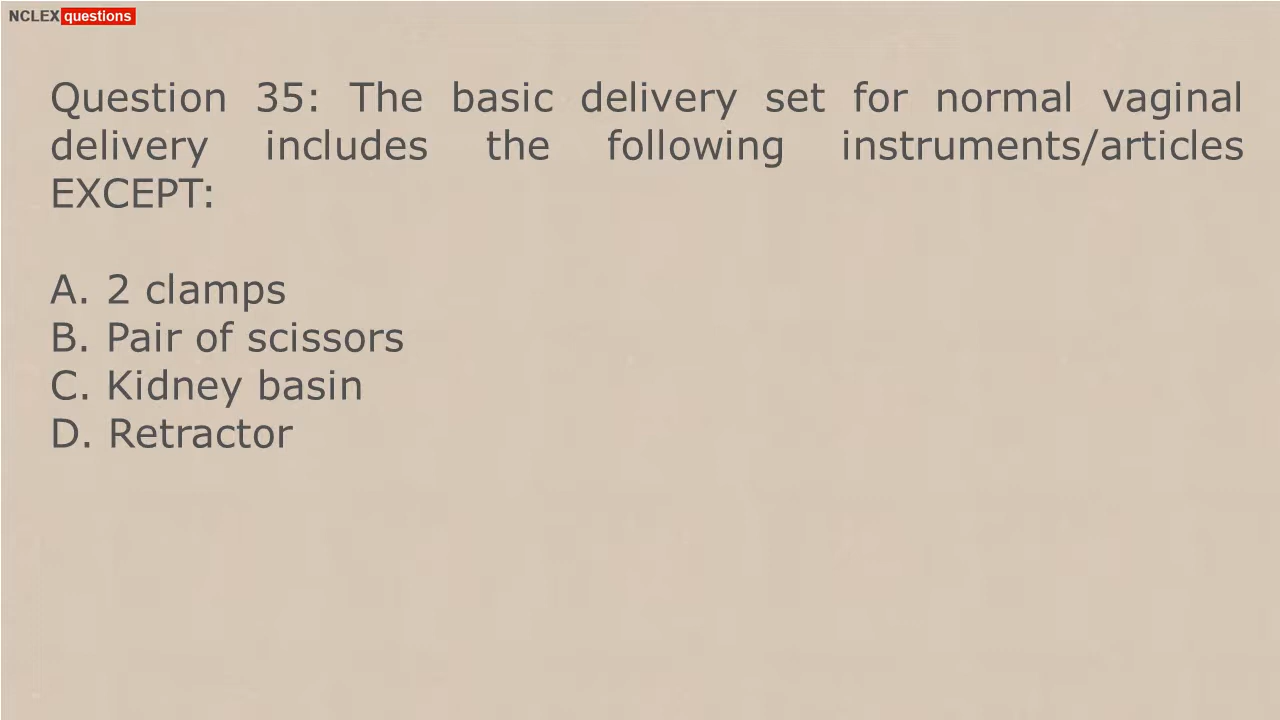 NCLEX questions
Question 35: The basic delivery set for normal vaginal
delivery includes the following instruments/articles
EXCEPT:
A. 2 clamps
B. Pair of scissors
C. Kidney basin
D. Retractor